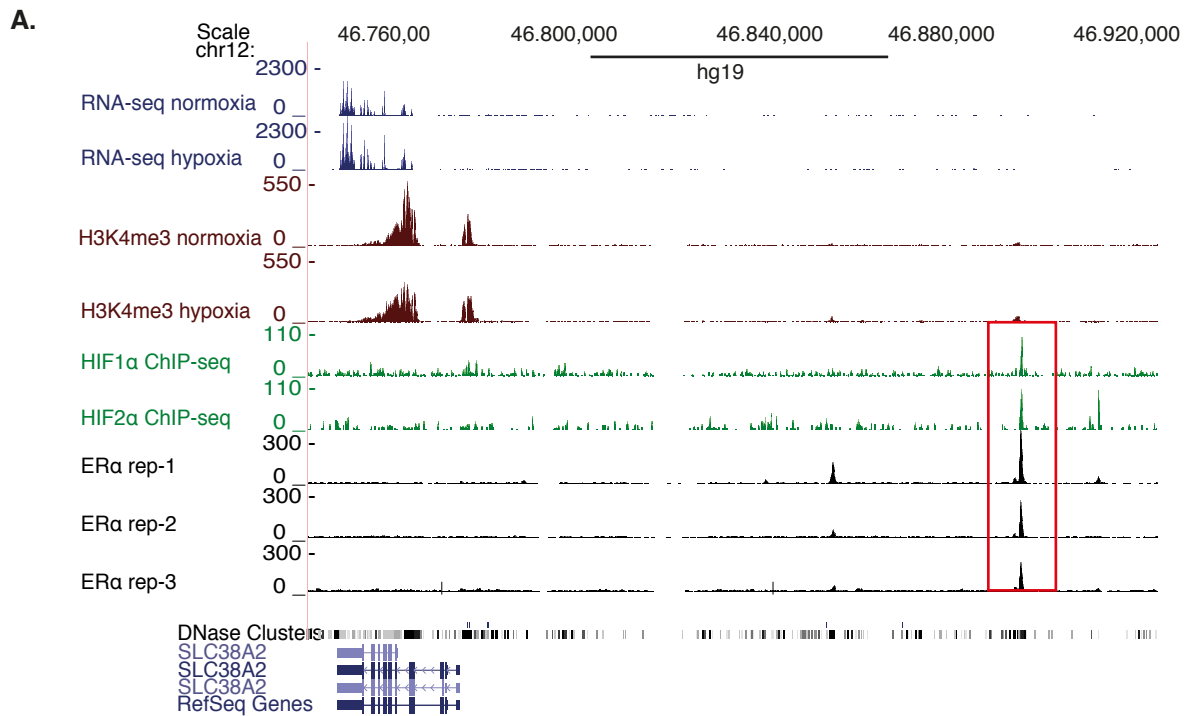 A.
Scale 46.760,00 46.800,000 46.840,000 46.880,000 46.920,000
chr12:
hg19
2300 -
RNA-seq normoxia 0 _
2300 -
RNA-seq hypoxia 0 _
550 -
H3K4me3 normoxia 0 _
550 -
H3K4me3 hypoxia 0 _
110 -
HIF1α ChIP-seq 0 _
110 -
HIF2α ChIP-seq 0 _
300 -
ERα rep-1 0 _
300 -
ERα rep-2 0 _
300 -
ERα rep-3 0 _
DNase Clusters
SLC38A2
SLC38A2
SLC38A2
RefSeq Genes